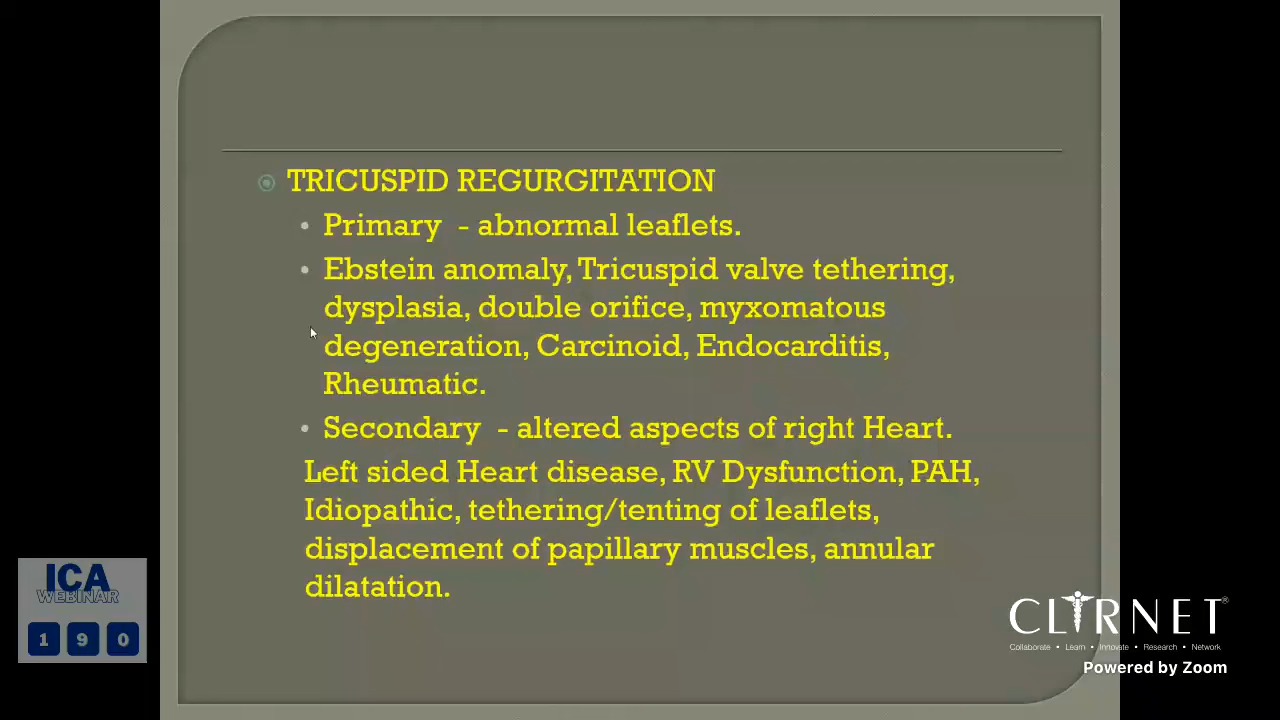 TRICUSPID REGURGITATION
• Primary - abnormal leaflets.
• Ebstein anomaly, Tricuspid valve tethering,
dysplasia, double orifice, myxomatous
degeneration, Carcinoid, Endocarditis,
Rheumatic.
• Secondary - altered aspects of right Heart.
Left sided Heart disease, RV Dysfunction, PAH,
Idiopathic, tethering/tenting of leaflets,
displacement of papillary muscles, annular
dilatation.
ICA
WEBINAR
1 9 0
CLIRNET®
Collaborate • Learn • Innovate • Research • Network
Powered by Zoom